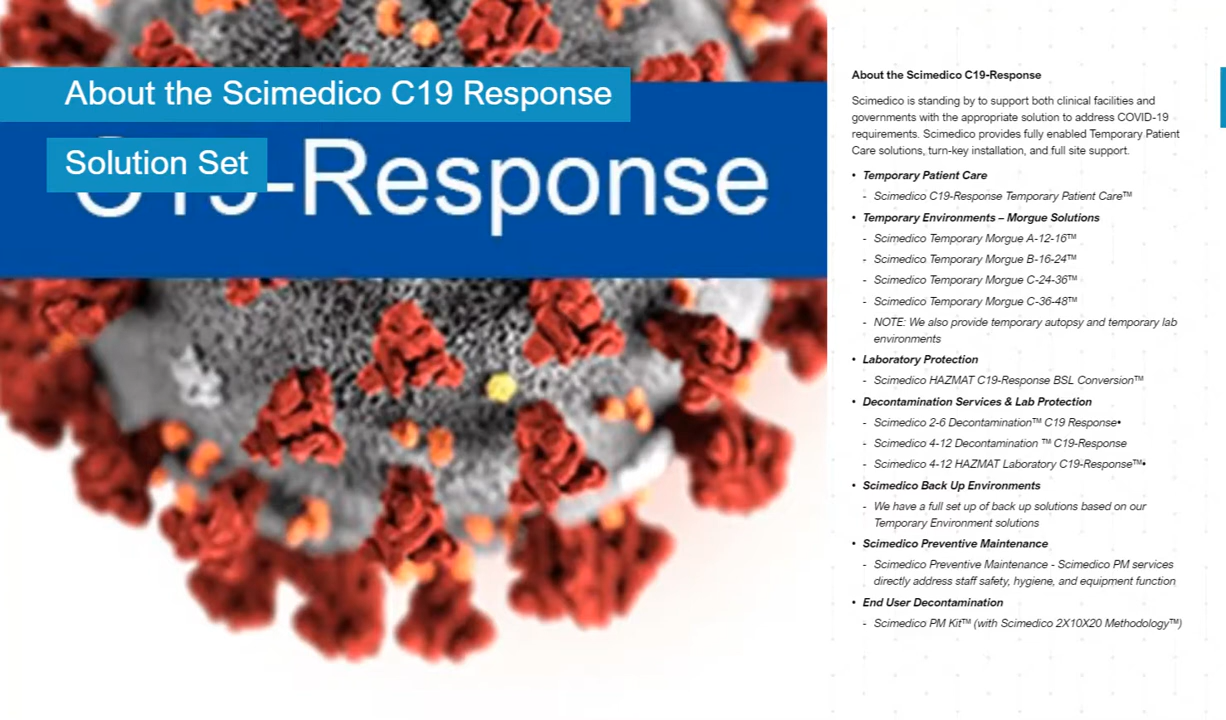 About the Scimedico C19 Response
Solution Set
C19-Response
About the Scimedico C19-Response
Scimedico is standing by to support both clinical facilities and
governments with the appropriate solution to address COVID-19
requirements. Scimedico provides fully enabled Temporary Patient
Care solutions, turn-key installation, and full site support.
• Temporary Patient Care
- Scimedico C19-Response Temporary Patient Care™
• Temporary Environments – Morgue Solutions
- Scimedico Temporary Morgue A-12-16™
- Scimedico Temporary Morgue B-16-24™
- Scimedico Temporary Morgue C-24-36™
- Scimedico Temporary Morgue C-36-48™
- NOTE: We also provide temporary autopsy and temporary lab
environments
• Laboratory Protection
- Scimedico HAZMAT C19-Response BSL Conversion™
• Decontamination Services & Lab Protection
- Scimedico 2-6 Decontamination™ C19 Response•
- Scimedico 4-12 Decontamination ™ C19-Response
- Scimedico 4-12 HAZMAT Laboratory C19-Response™•
• Scimedico Back Up Environments
- We have a full set up of back up solutions based on our
Temporary Environment solutions
• Scimedico Preventive Maintenance
- Scimedico Preventive Maintenance - Scimedico PM services
directly address staff safety, hygiene, and equipment function
• End User Decontamination
- Scimedico PM Kit™ (with Scimedico 2X10X20 Methodology™)